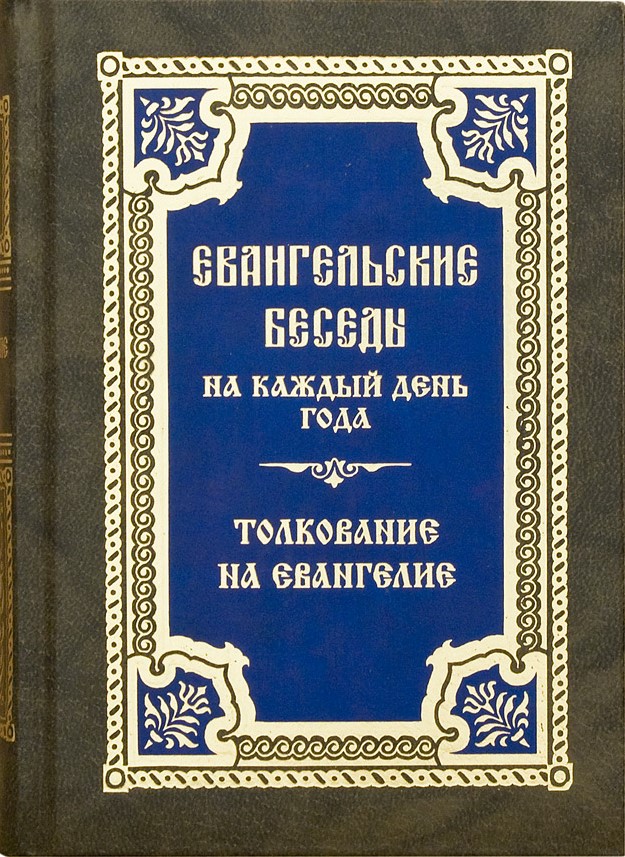 ЕВАНГЕЛЬСКИЕ
БЕСЕДЫ
НА КАЖДЫЙ ДЕНЬ
ГОДА
ТОЛКОВАНИЕ
НА ЕВАНГЕЛИЕ